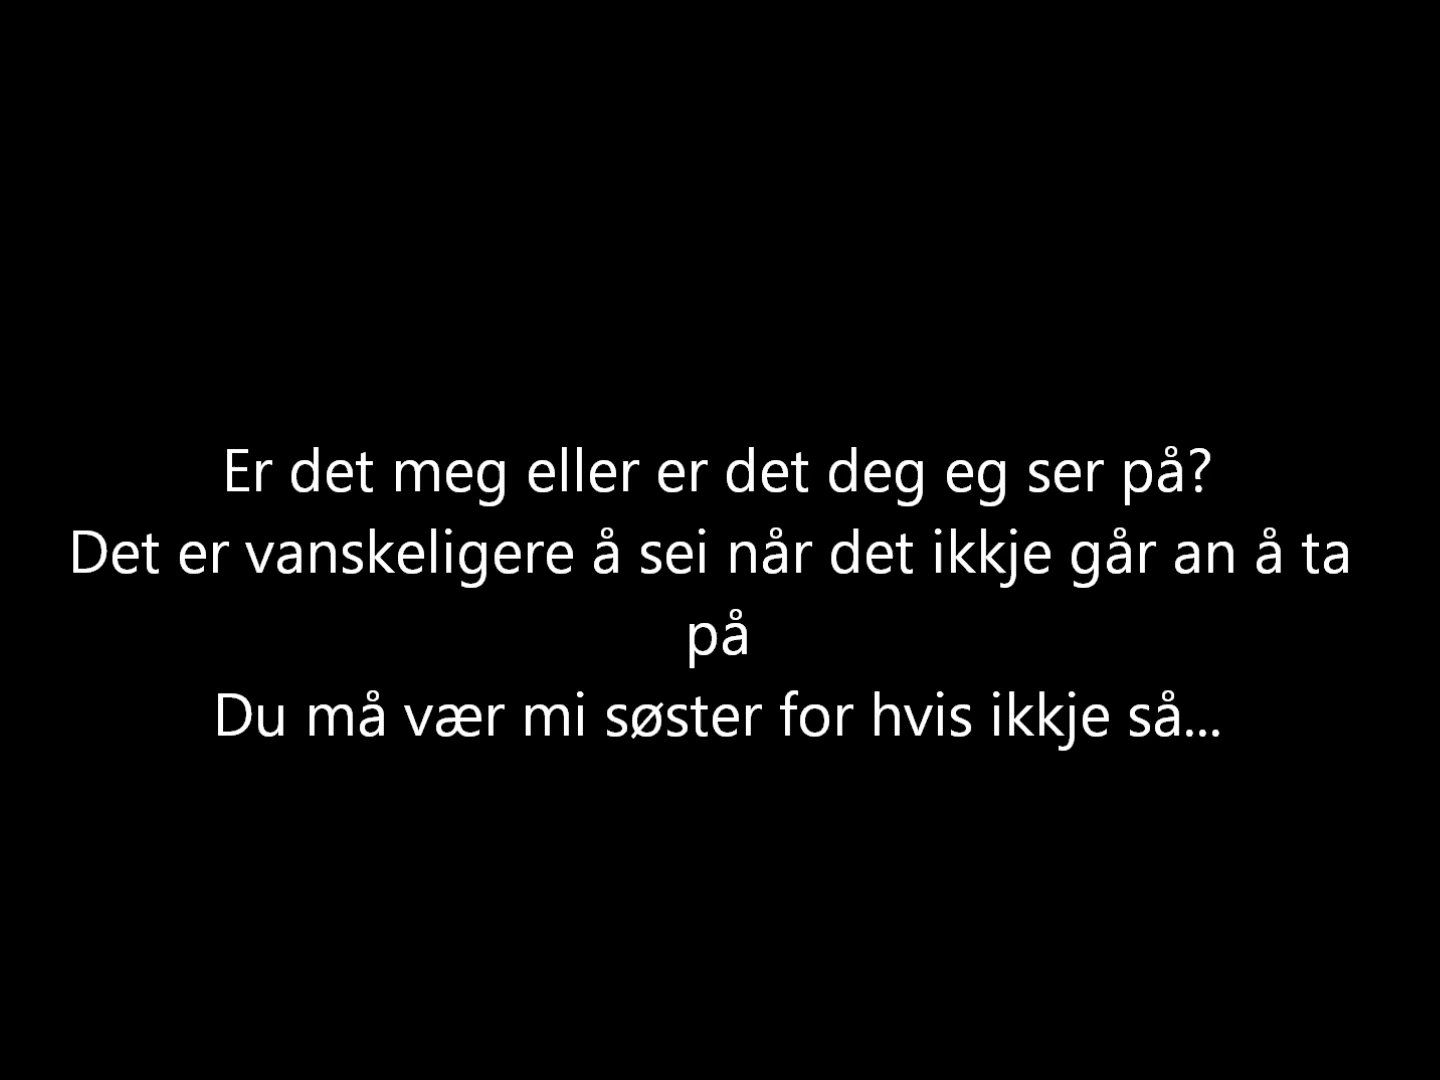 Er det meg eller er det deg eg ser på?
Det er vanskeligere å sei når det ikkje går an å ta
på
Du må vær mi søster for hvis ikkje så...